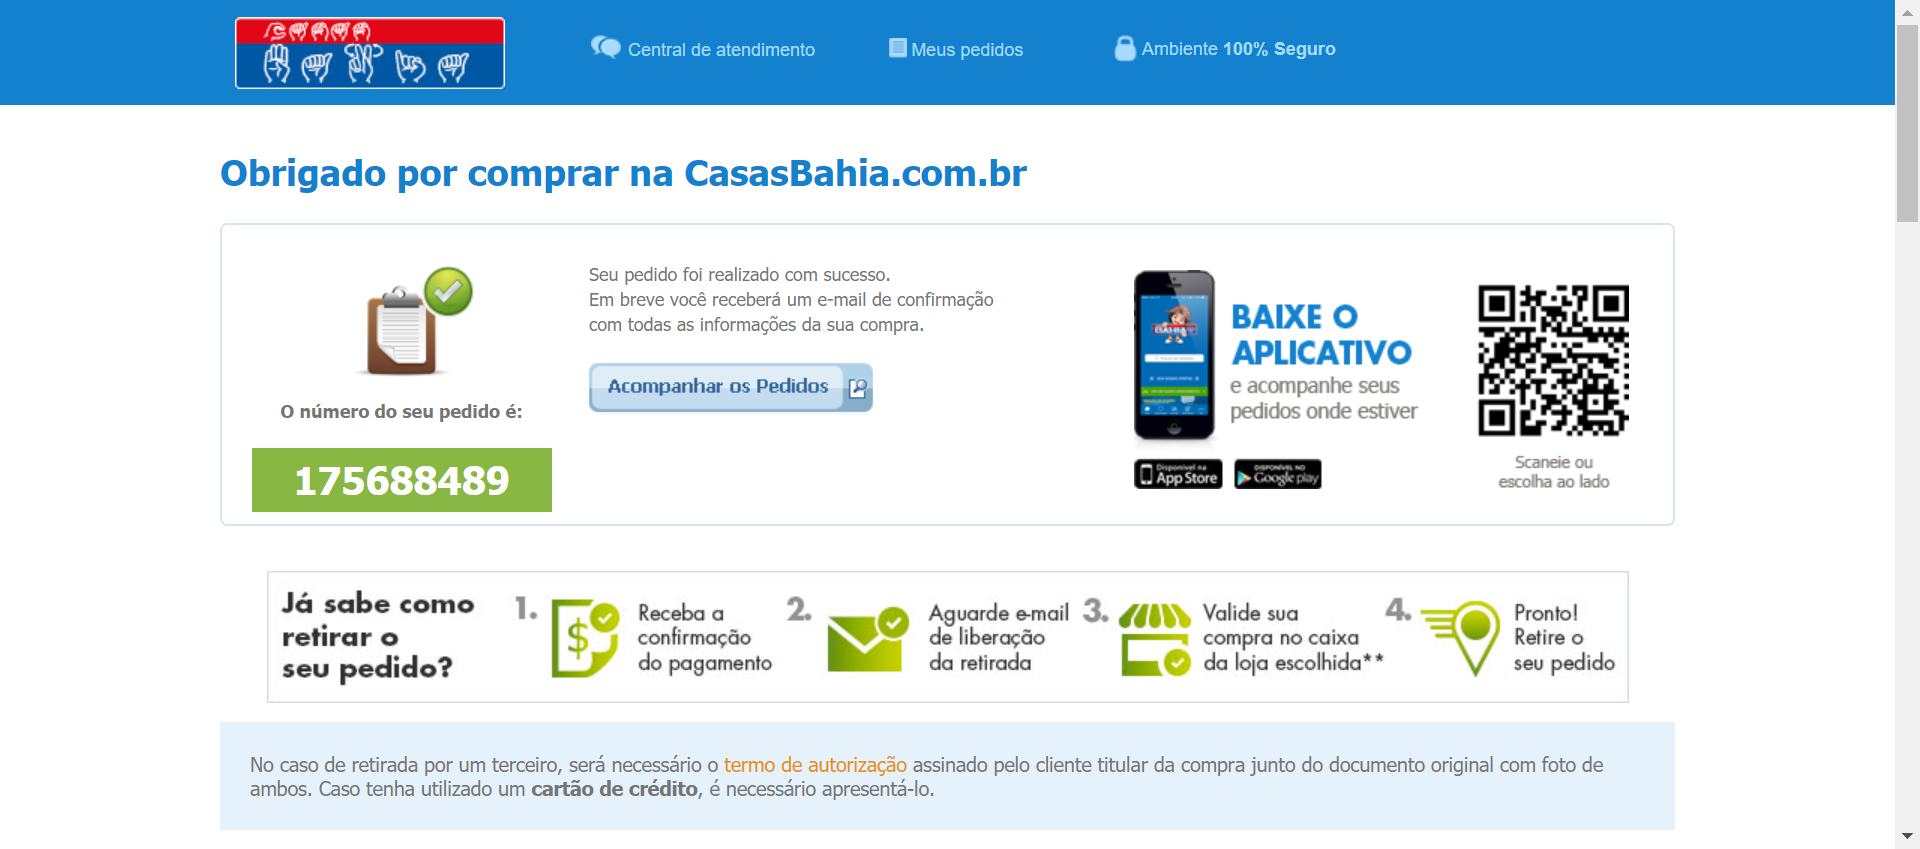 Central de atendimento
Meus pedidos
Ambiente 100% Seguro
Obrigado por comprar na CasasBahia.com.br
O número do seu pedido é:
175688489
Seu pedido foi realizado com sucesso.
Em breve você receberá um e-mail de confirmação
com todas as informações da sua compra.
Acompanhar os Pedidos
BAHIA
BAIXE O
APLICATIVO
e acompanhe seus
pedidos onde estiver
Disponível na
App Store
DISPONÍVEL NO
Google play
Scaneie ou
escolha ao lado
Já sabe como
retirar o
seu pedido?
1.
Receba a
confirmação
do pagamento
2.
Aguarde e-mail
de liberação
da retirada
3.
Valide sua
compra no caixa
da loja escolhida**
4.
Pronto!
Retire o
seu pedido
No caso de retirada por um terceiro, será necessário o termo de autorização assinado pelo cliente titular da compra junto do documento original com foto de
ambos. Caso tenha utilizado um cartão de crédito, é necessário apresentá-lo.